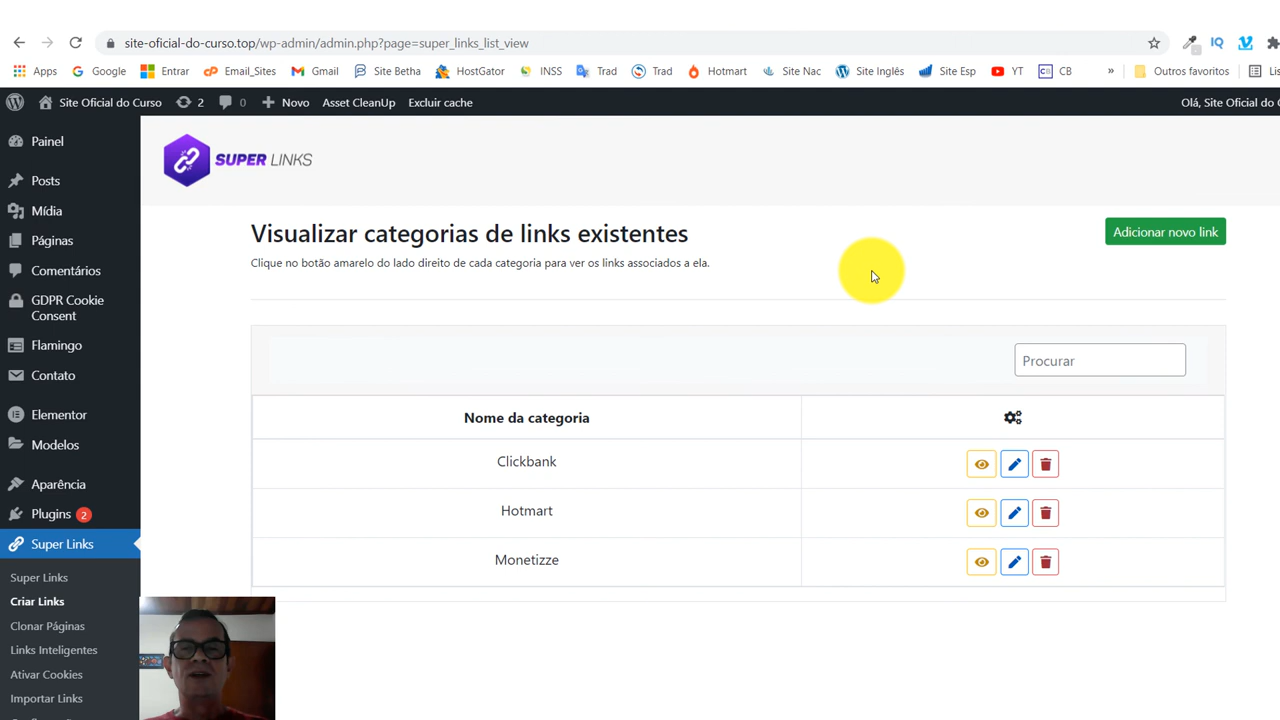 site-oficial-do-curso.top/wp-admin/admin.php?page=super_links_list_view
Apps Google Entrar Email_Sites Gmail Site Betha HostGator INSS Trad Trad Hotmart Site Nac Site Inglês Site Esp YT CB » Outros favoritos Lis
Site Oficial do Curso 2 0 Novo Asset CleanUp Excluir cache Olá, Site Oficial do C
Painel
Posts
Mídia
Páginas
Comentários
GDPR Cookie
Consent
Flamingo
Contato
Elementor
Modelos
Aparência
Plugins 2
Super Links
Super Links
Criar Links
Clonar Páginas
Links Inteligentes
Ativar Cookies
Importar Links
SUPER LINKS
Visualizar categorias de links existentes
Adicionar novo link
Clique no botão amarelo do lado direito de cada categoria para ver os links associados a ela.
Procurar
Nome da categoria
Clickbank
Hotmart
Monetizze